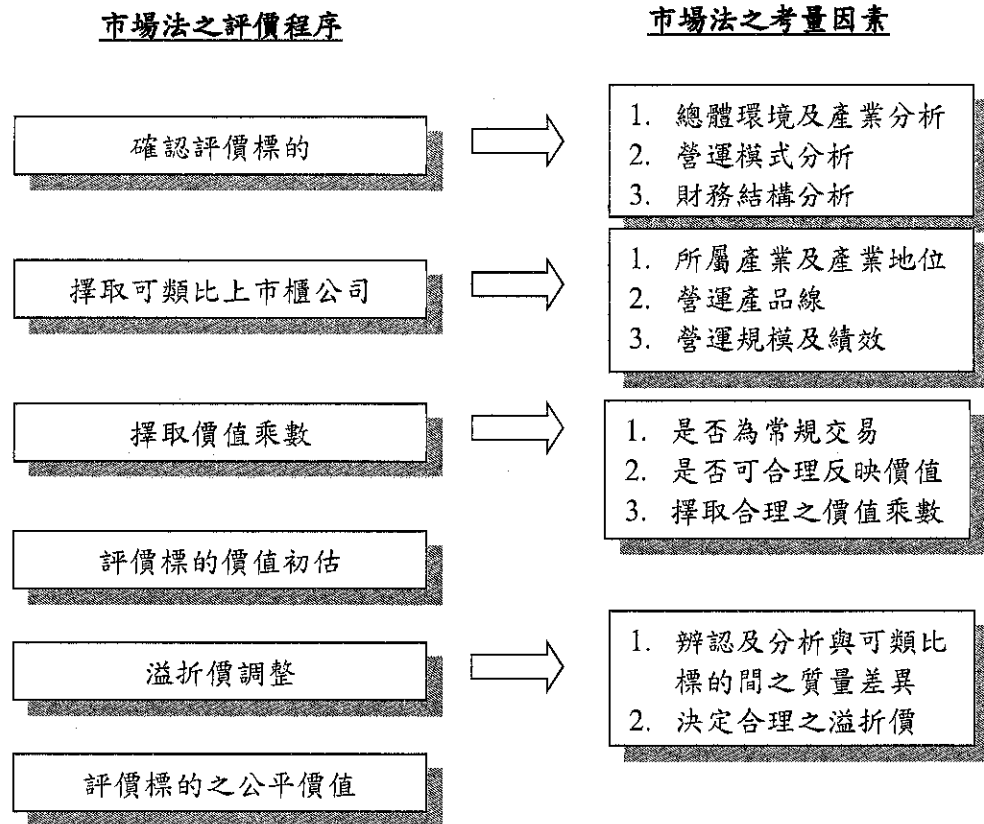 市場法之評價程序
市場法之考量因素
確認評價標的
1. 總體環境及產業分析
2. 營運模式分析
3. 財務結構分析
擇取可類比上市櫃公司
1. 所屬產業及產業地位
2. 營運產品線
3. 營運規模及績效
擇取價值乘數
1. 是否為常規交易
2. 是否可合理反映價值
3. 擇取合理之價值乘數
評價標的價值初估
溢折價調整
1. 辨認及分析與可類比
標的間之質量差異
2. 決定合理之溢折價
評價標的之公平價值